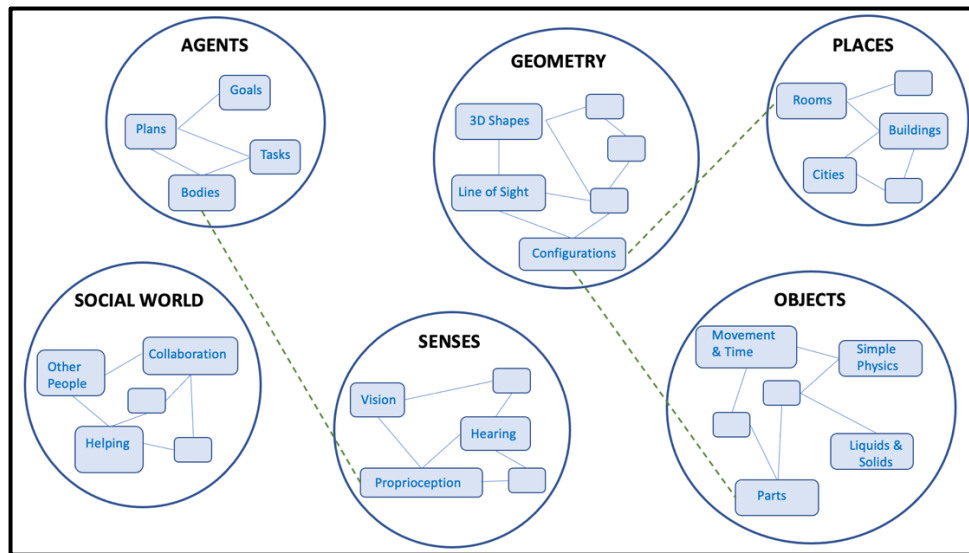 AGENTS
Goals
Plans
Tasks
Bodies
GEOMETRY
3D Shapes
Line of Sight
Configurations
PLACES
Rooms
Buildings
Cities
SOCIAL WORLD
Collaboration
Other
People
Helping
SENSES
Vision
Hearing
Proprioception
OBJECTS
Movement
& Time
Simple
Physics
Liquids &
Solids
Parts